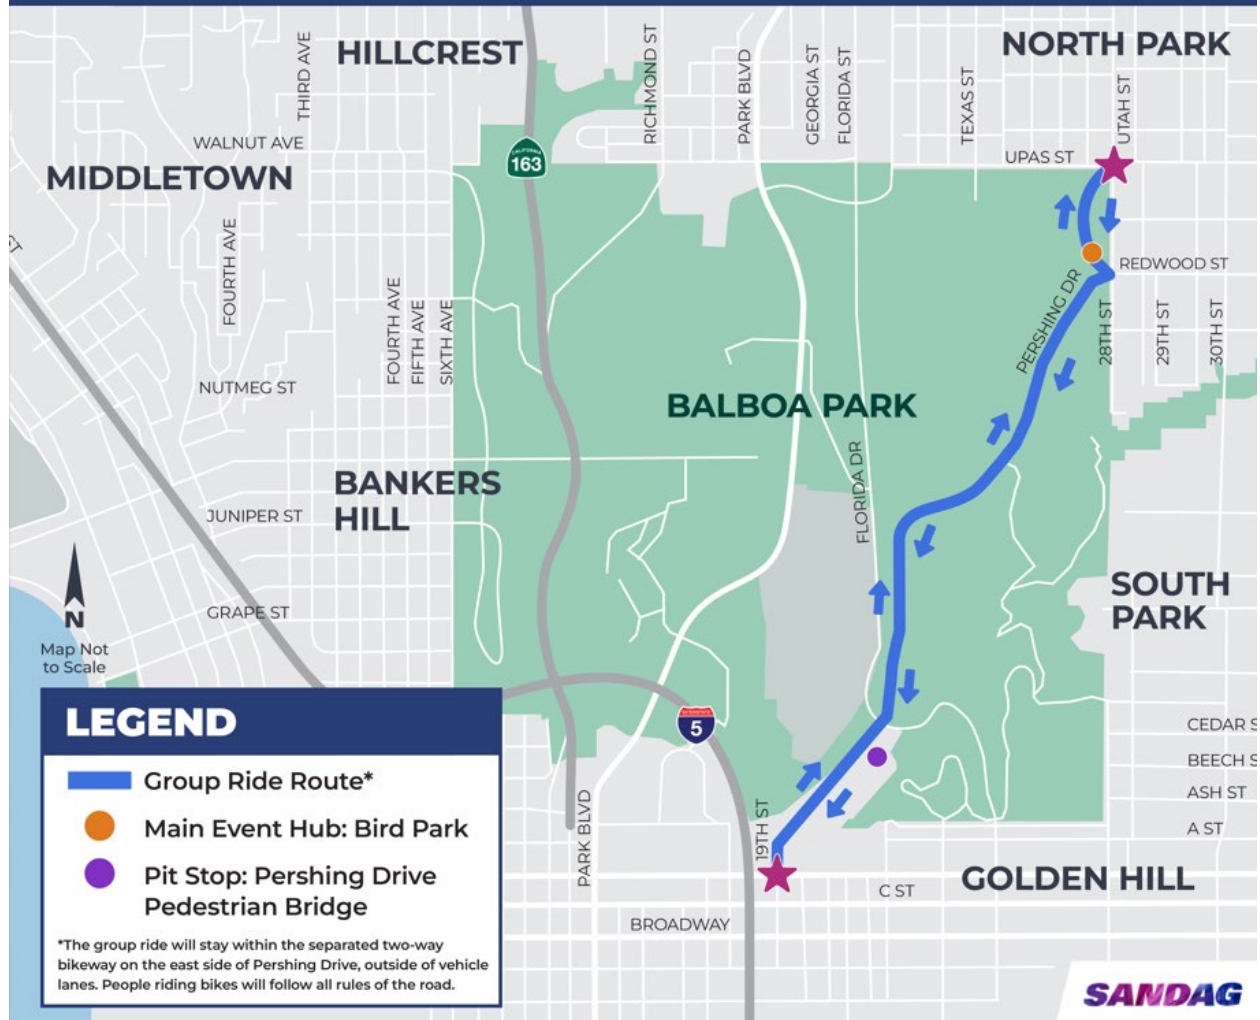 HILLCREST
NORTH PARK
THIRD AVE
RICHMOND ST
PARK BLVD
GEORGIA ST
FLORIDA ST
TEXAS ST
UTAH ST
WALNUT AVE
CALIFORNIA
163
UPAS ST
MIDDLETOWN
ST
FOURTH AVE
REDWOOD ST
PERSHING DR
28TH ST
29TH ST
30TH ST
FOURTH AVE
FIFTH AVE
SIXTH AVE
NUTMEG ST
BALBOA PARK
BANKERS
HILL
FLORIDA DR
JUNIPER ST
SOUTH
PARK
GRAPE ST
N
Map Not
to Scale
INTERSTATE
5
CEDAR S
BEECH S
ASH ST
A ST
19TH ST
PARK BLVD
GOLDEN HILL
C ST
BROADWAY
LEGEND
Group Ride Route*
Main Event Hub: Bird Park
Pit Stop: Pershing Drive
Pedestrian Bridge
*The group ride will stay within the separated two-way
bikeway on the east side of Pershing Drive, outside of vehicle
lanes. People riding bikes will follow all rules of the road.
SANDAG